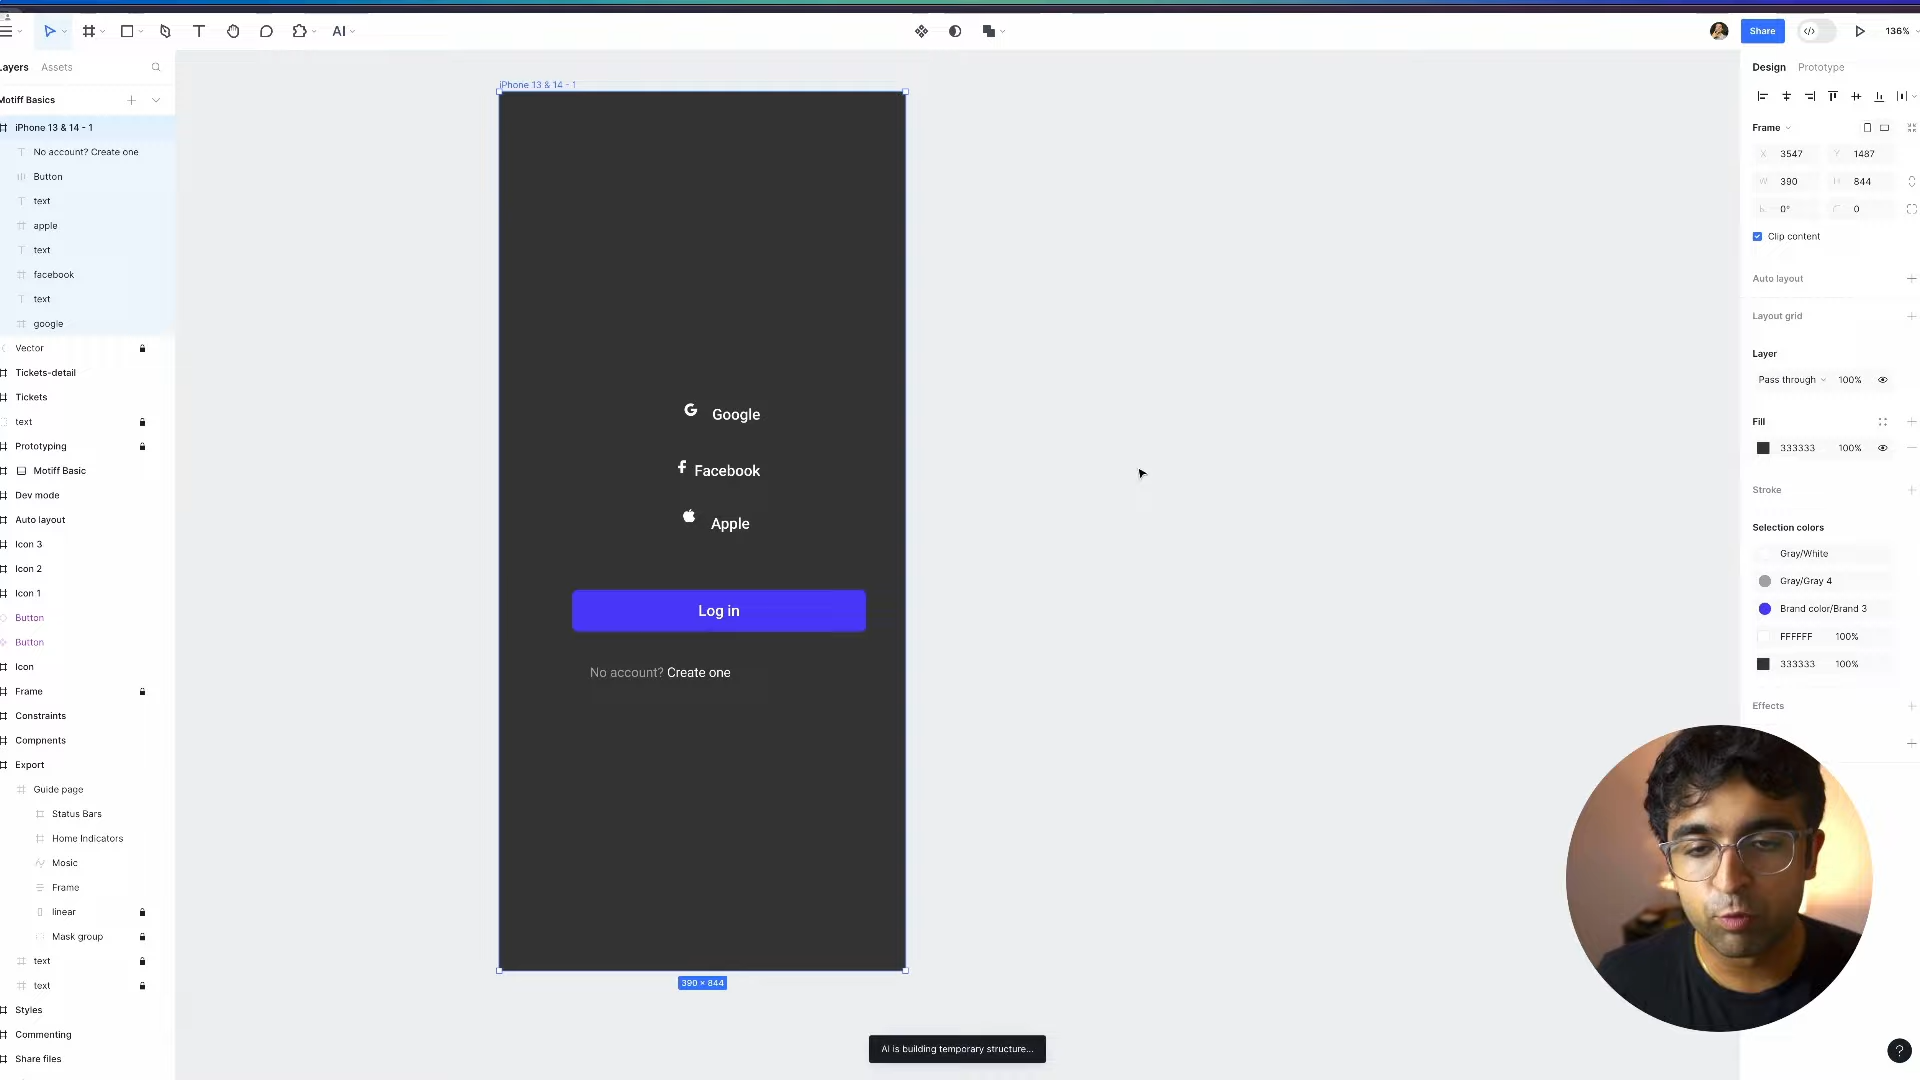 AI
Share
136%
Layers
Assets
Motiff Basics
iPhone 13 & 14 - 1
No account? Create one
Button
text
apple
text
facebook
text
google
Vector
Tickets-detail
Tickets
text
Prototyping
Motiff Basic
Dev mode
Auto layout
Icon 3
Icon 2
Icon 1
Button
Button
Icon
Frame
Constraints
Compnents
Export
Guide page
Status Bars
Home Indicators
Mosic
Frame
linear
Mask group
text
text
Styles
Commenting
Share files
iPhone 13 & 14 - 1
Google
Facebook
Apple
Log in
No account? Create one
390 × 844
AI is building temporary structure...
Design
Prototype
Frame
X 3547
Y 1487
W 390
H 844
0°
0
Clip content
Auto layout
Layout grid
Layer
Pass through
100%
Fill
333333
100%
Stroke
Selection colors
Gray/White
Gray/Gray 4
Brand color/Brand 3
FFFFFF
100%
333333
100%
Effects
?